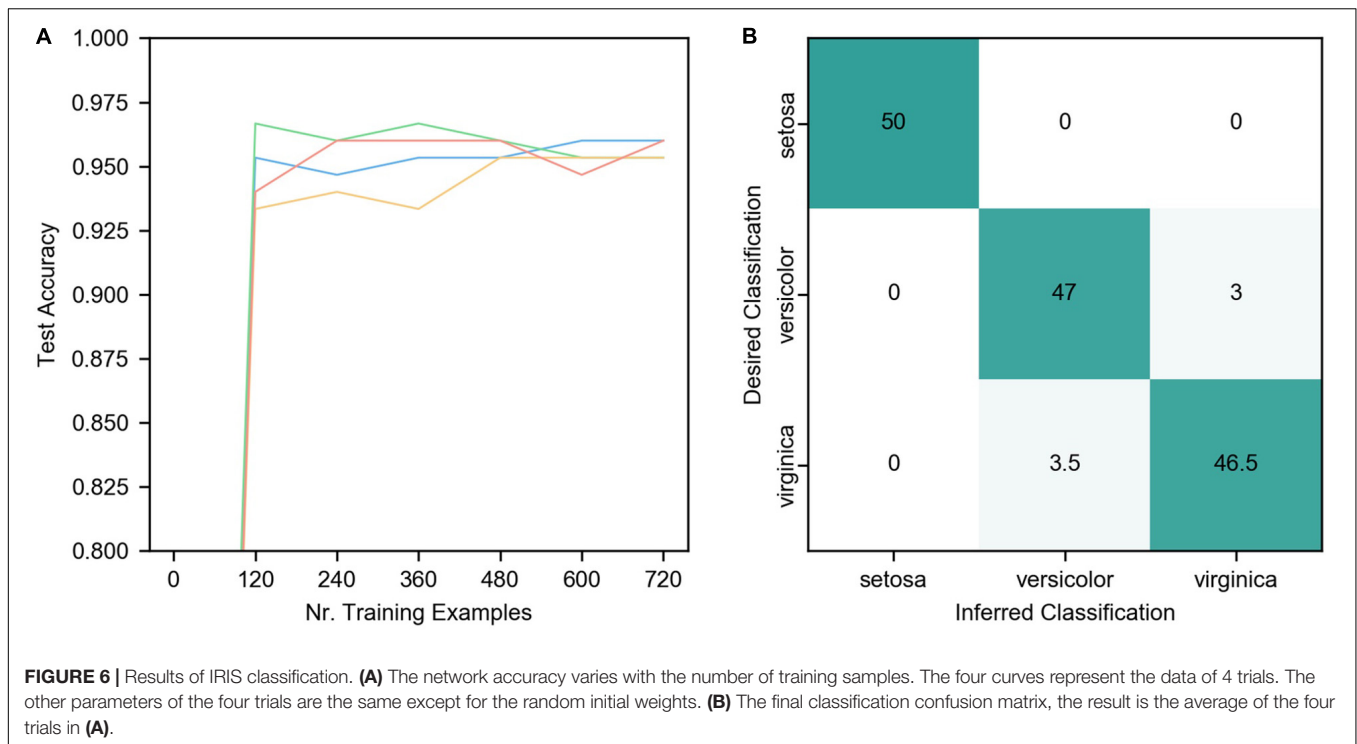 A
1.000
0.975
0.950
0.925
0.900
0.875
0.850
0.825
0.800
Test Accuracy
0 120 240 360 480 600 720
Nr. Training Examples
B
Desired Classification
setosa
versicolor
virginica
50 0 0
0 47 3
0 3.5 46.5
setosa versicolor virginica
Inferred Classification
FIGURE 6 | Results of IRIS classification. (A) The network accuracy varies with the number of training samples. The four curves represent the data of 4 trials. The
other parameters of the four trials are the same except for the random initial weights. (B) The final classification confusion matrix, the result is the average of the four
trials in (A).